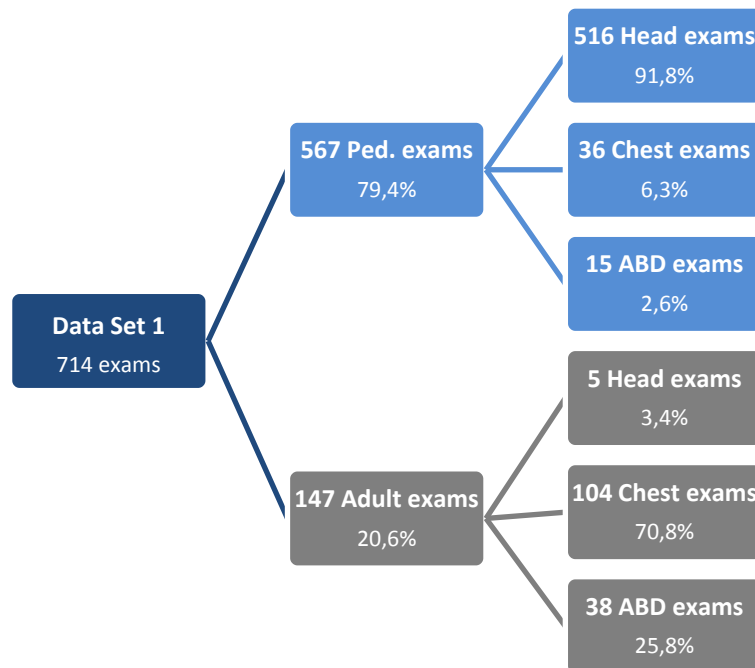 516 Head exams
91,8%
567 Ped. exams
79,4%
36 Chest exams
6,3%
15 ABD exams
2,6%
Data Set 1
714 exams
5 Head exams
3,4%
147 Adult exams
20,6%
104 Chest exams
70,8%
38 ABD exams
25,8%